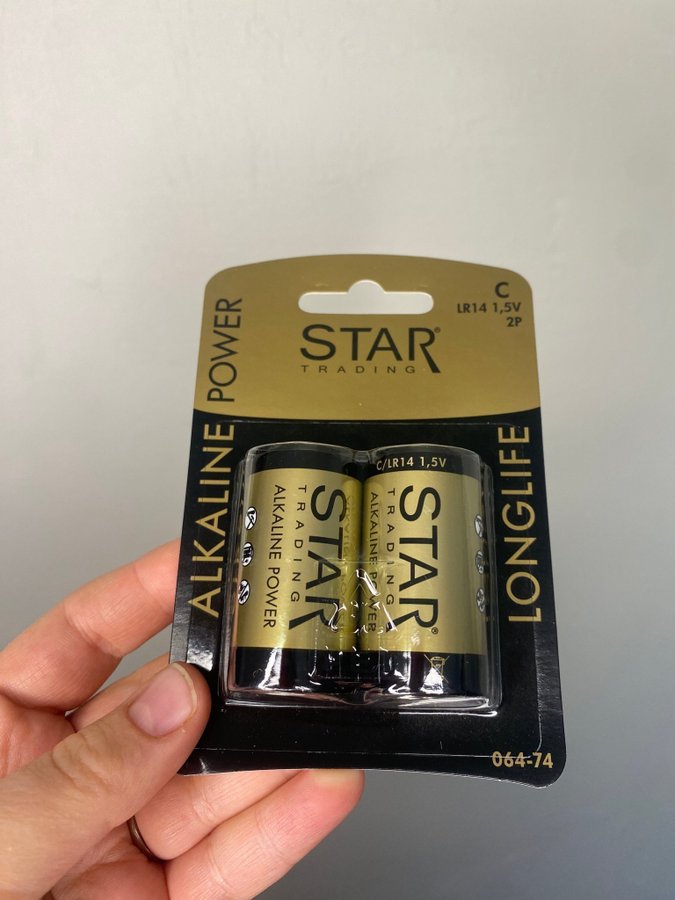 C
LR14 1,5V
2P
STAR®
TRADING
ALKALINE POWER
LONGLIFE
STAR
TRADING
ALKALINE POWER
C/LR14 1,5V
STAR®
TRADING
ALKALINE POWER
064-74